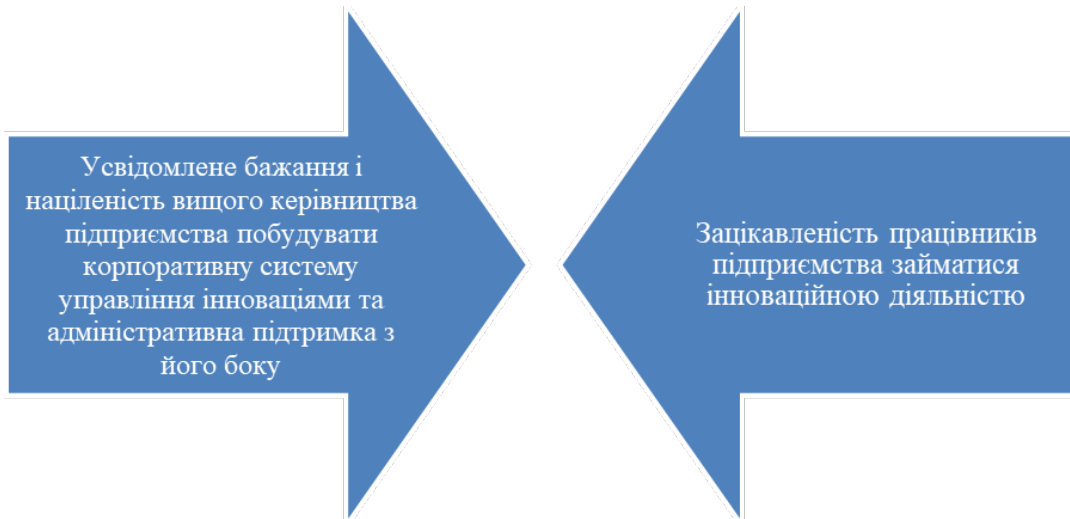 Усвідомлене бажання і
націленість вищого керівництва
підприємства побудувати
корпоративну систему
управління інноваціями та
адміністративна підтримка з
його боку
Зацікавленість працівників
підприємства займатися
інноваційною діяльністю